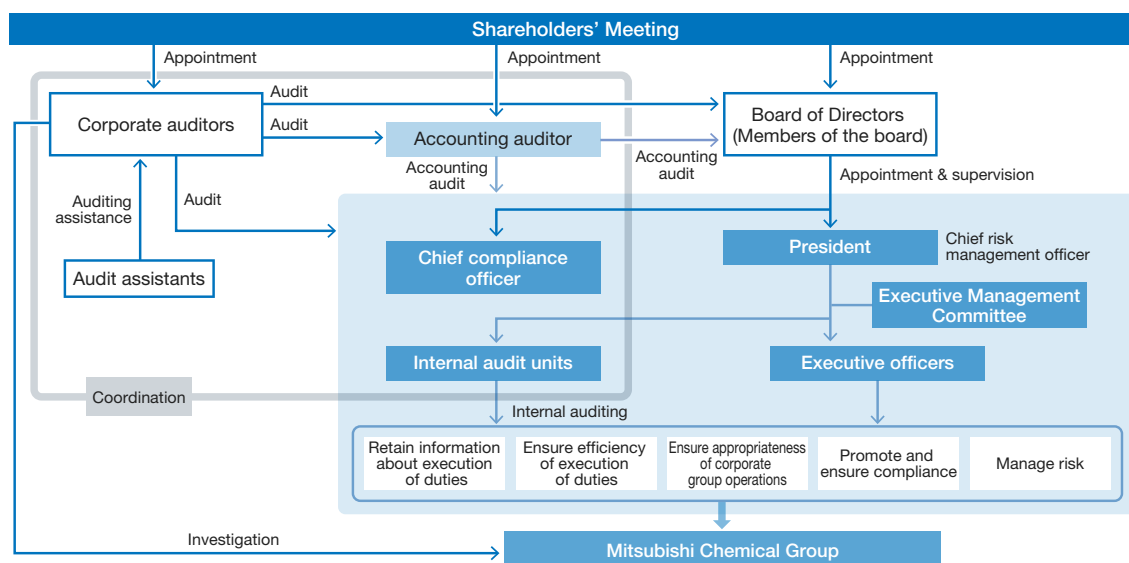 Shareholders' Meeting
Appointment
Appointment
Appointment
Corporate auditors
Audit
Audit
Accounting auditor
Board of Directors
(Members of the board)
Accounting
audit
Accounting
audit
Appointment & supervision
Auditing
assistance
Audit
Audit assistants
Chief compliance
officer
President
Chief risk
management officer
Executive Management
Committee
Internal audit units
Executive officers
Coordination
Internal auditing
Retain information
about execution
of duties
Ensure efficiency
of execution
of duties
Ensure appropriateness
of corporate
group operations
Promote and
ensure compliance
Manage risk
Investigation
Mitsubishi Chemical Group